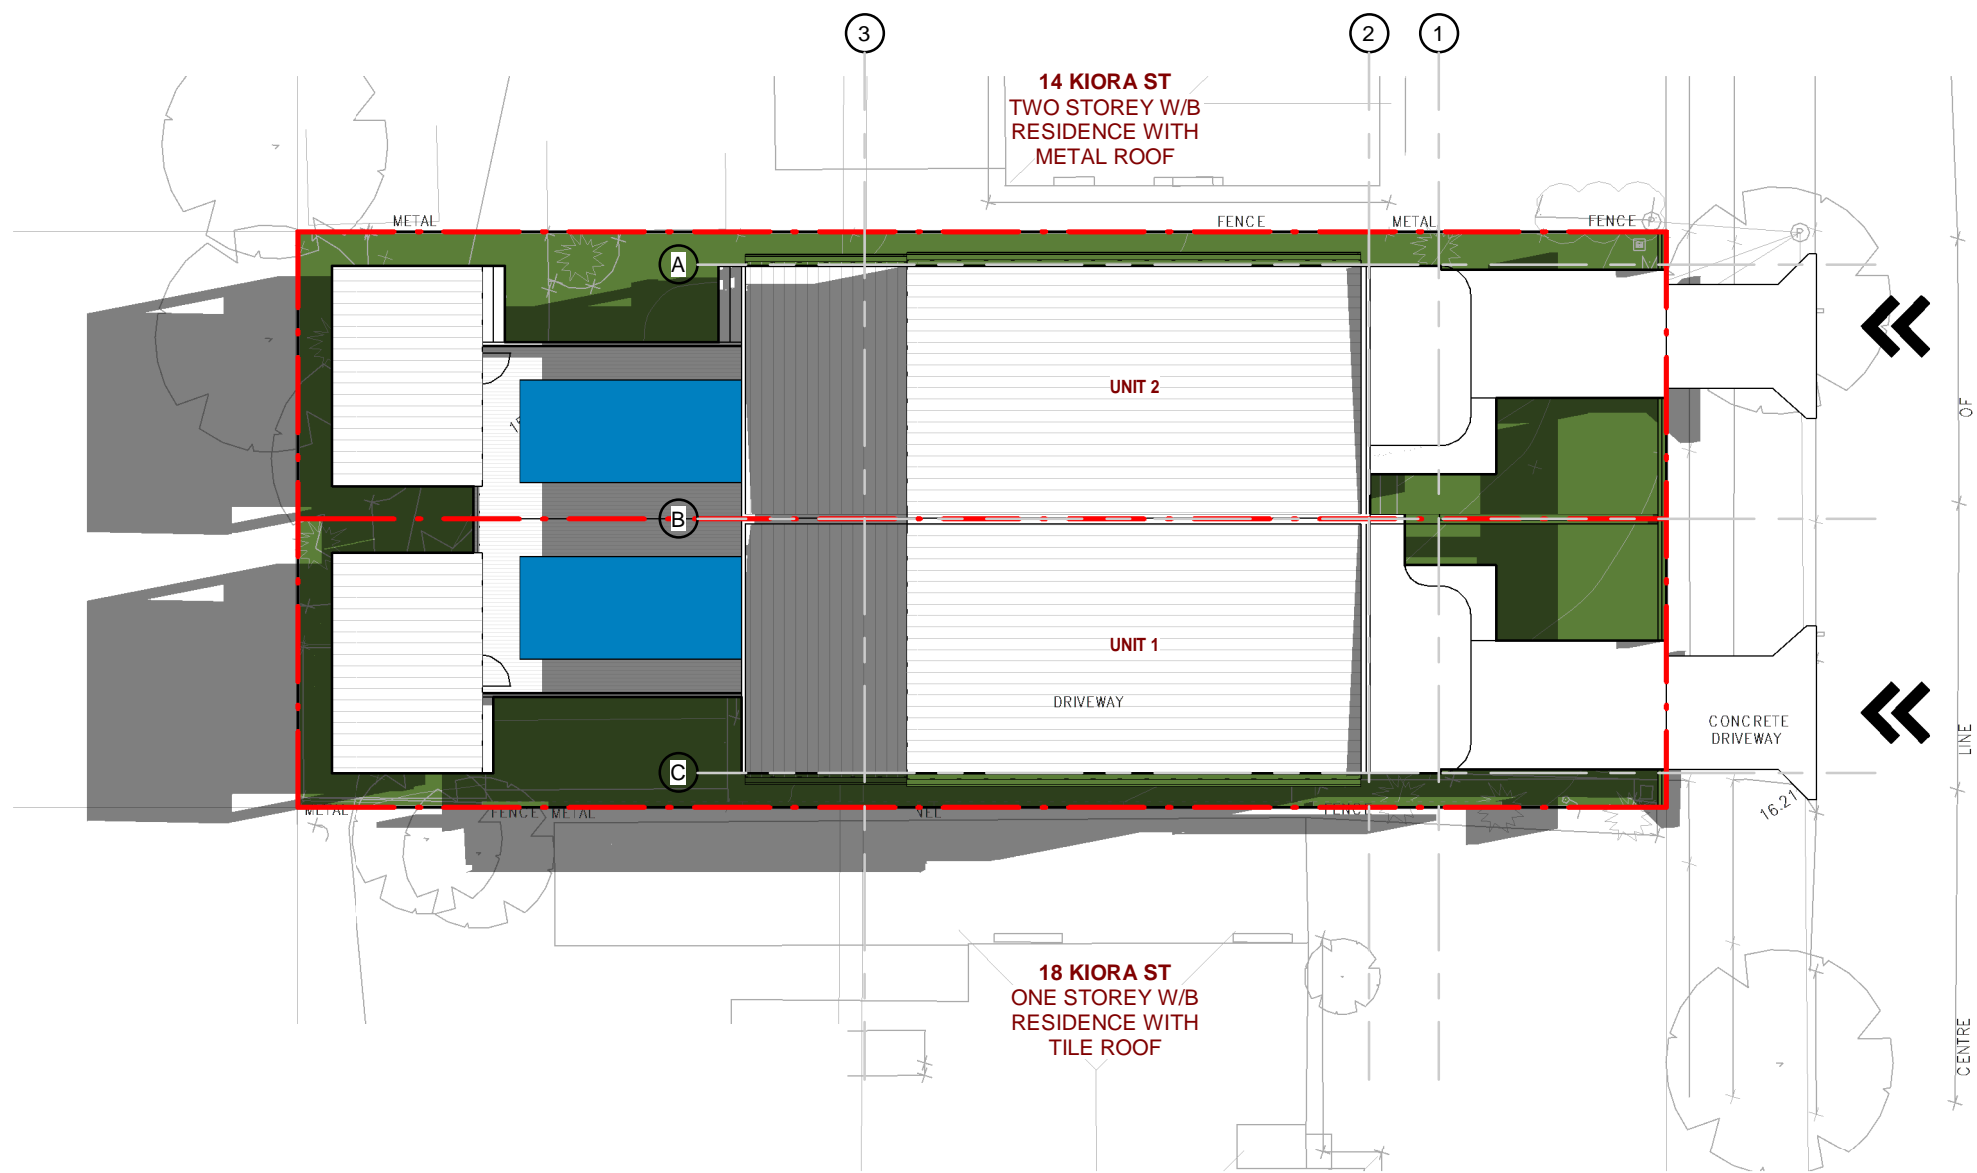 3
2
1
14 KIORA ST
TWO STOREY W/B
RESIDENCE WITH
METAL ROOF
METAL
FENCE
METAL
FENCE
P
A
UNIT 2
OF
B
UNIT 1
DRIVEWAY
CONCRETE
DRIVEWAY
LINE
C
16.21
METAL
FENCE
METAL
FENCE
18 KIORA ST
ONE STOREY W/B
RESIDENCE WITH
TILE ROOF
CENTRE